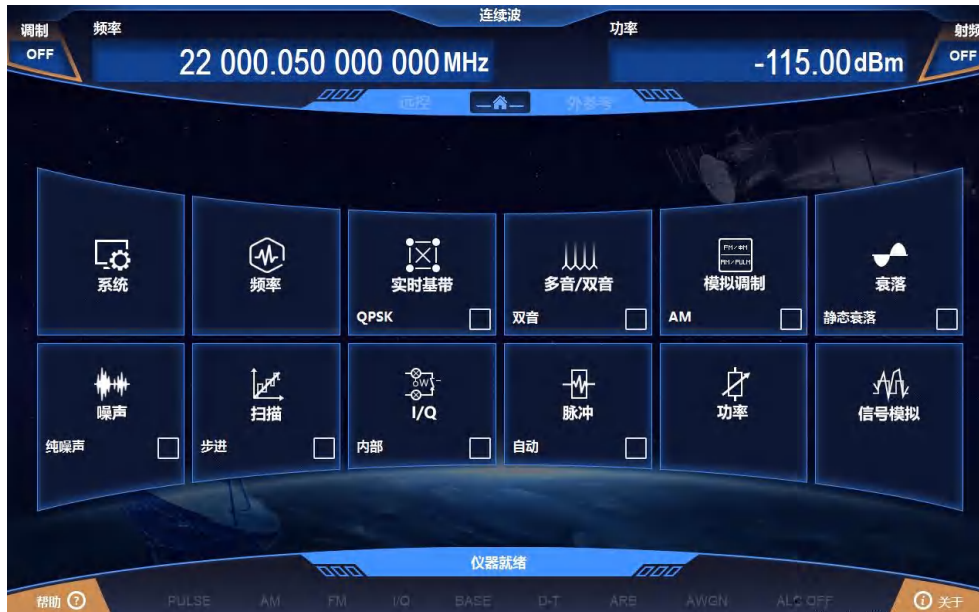 连续波
调制
频率
功率
射频
OFF
22 000.050 000 000 MHz
-115.00 dBm
OFF
远控
外参考
系统
频率
实时基带
多音/双音
模拟调制
衰落
QPSK
双音
AM
静态衰落
噪声
扫描
I/Q
脉冲
功率
信号模拟
纯噪声
步进
内部
自动
仪器就绪
帮助
PULSE
AM
FM
I/Q
BASE
D-T
ARB
AWGN
ALC OFF
关于